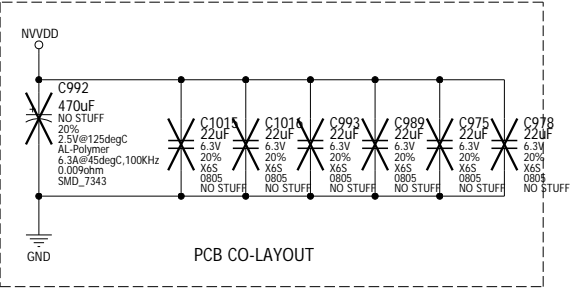 NVVDD
C992
470uF
NO STUFF
20%
2.5V@125degC
AL-Polymer
6.3A@45degC,100KHz
0.009ohm
SMD_7343
C1015
22uF
6.3V
20%
X6S
0805
NO STUFF
C1016
22uF
6.3V
20%
X6S
0805
NO STUFF
C993
22uF
6.3V
20%
X6S
0805
NO STUFF
C989
22uF
6.3V
20%
X6S
0805
NO STUFF
C975
22uF
6.3V
20%
X6S
0805
NO STUFF
C978
22uF
6.3V
20%
X6S
0805
NO STUFF
GND
PCB CO-LAYOUT